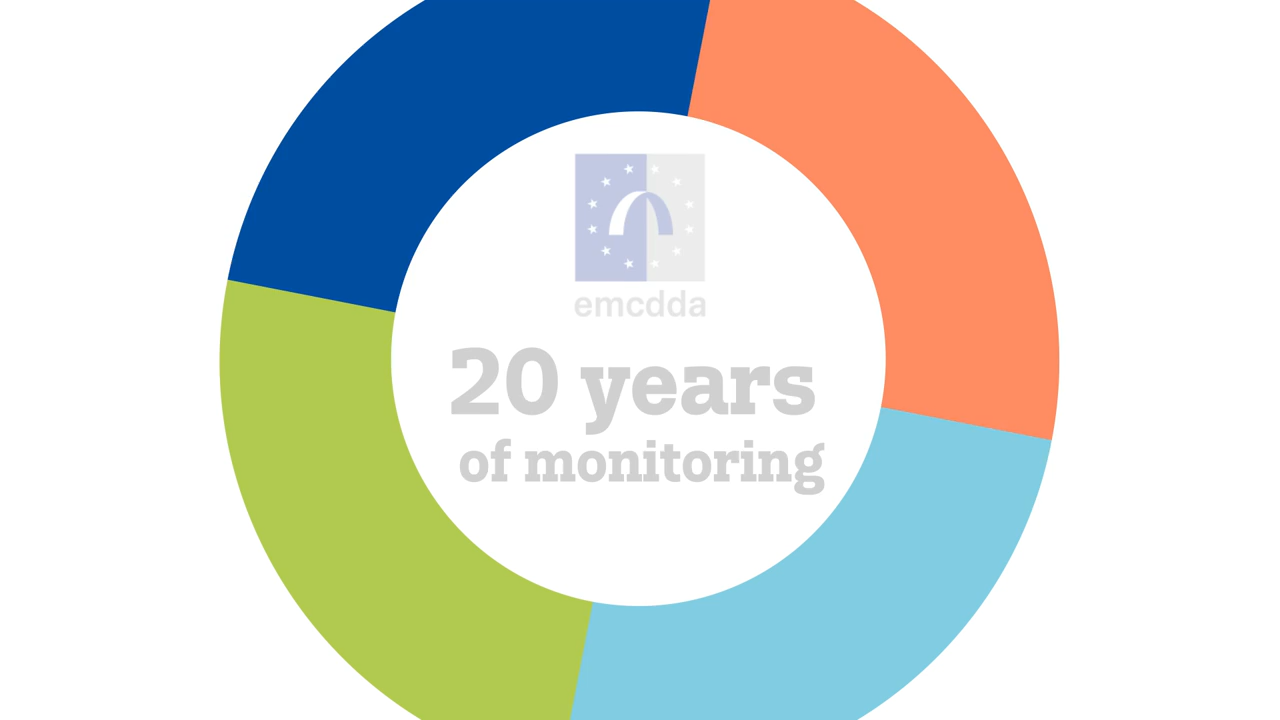 emcdda
20 years
of monitoring